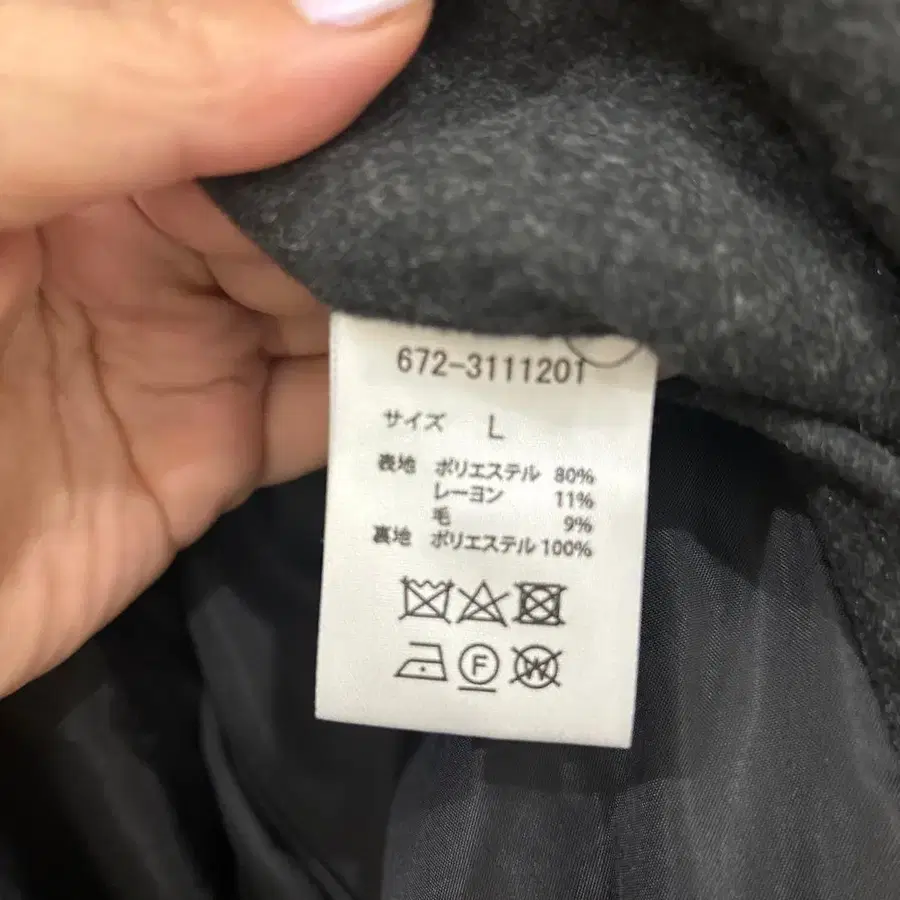 672-3111201
サイズ L
表地 ポリエステル 80%
レーヨン 11%
毛 9%
裏地 ポリエステル 100%
F W